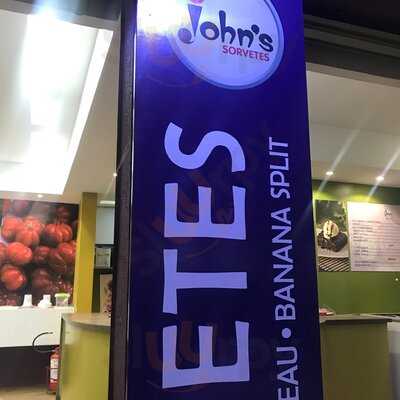 John's
SORVETES
ETES
EAU • BANANA SPLIT